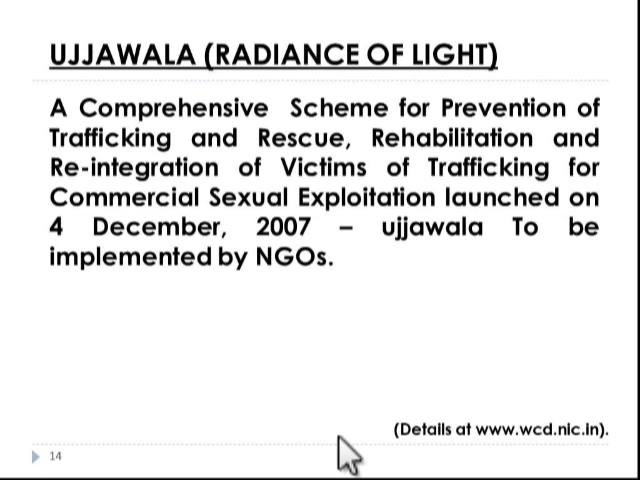 UJJAWALA (RADIANCE OF LIGHT)
A Comprehensive Scheme for Prevention of
Trafficking and Rescue, Rehabilitation and
Re-integration of Victims of Trafficking for
Commercial Sexual Exploitation launched on
4 December, 2007 – ujjawala To be
implemented by NGOs.
(Details at www.wcd.nic.in).
14